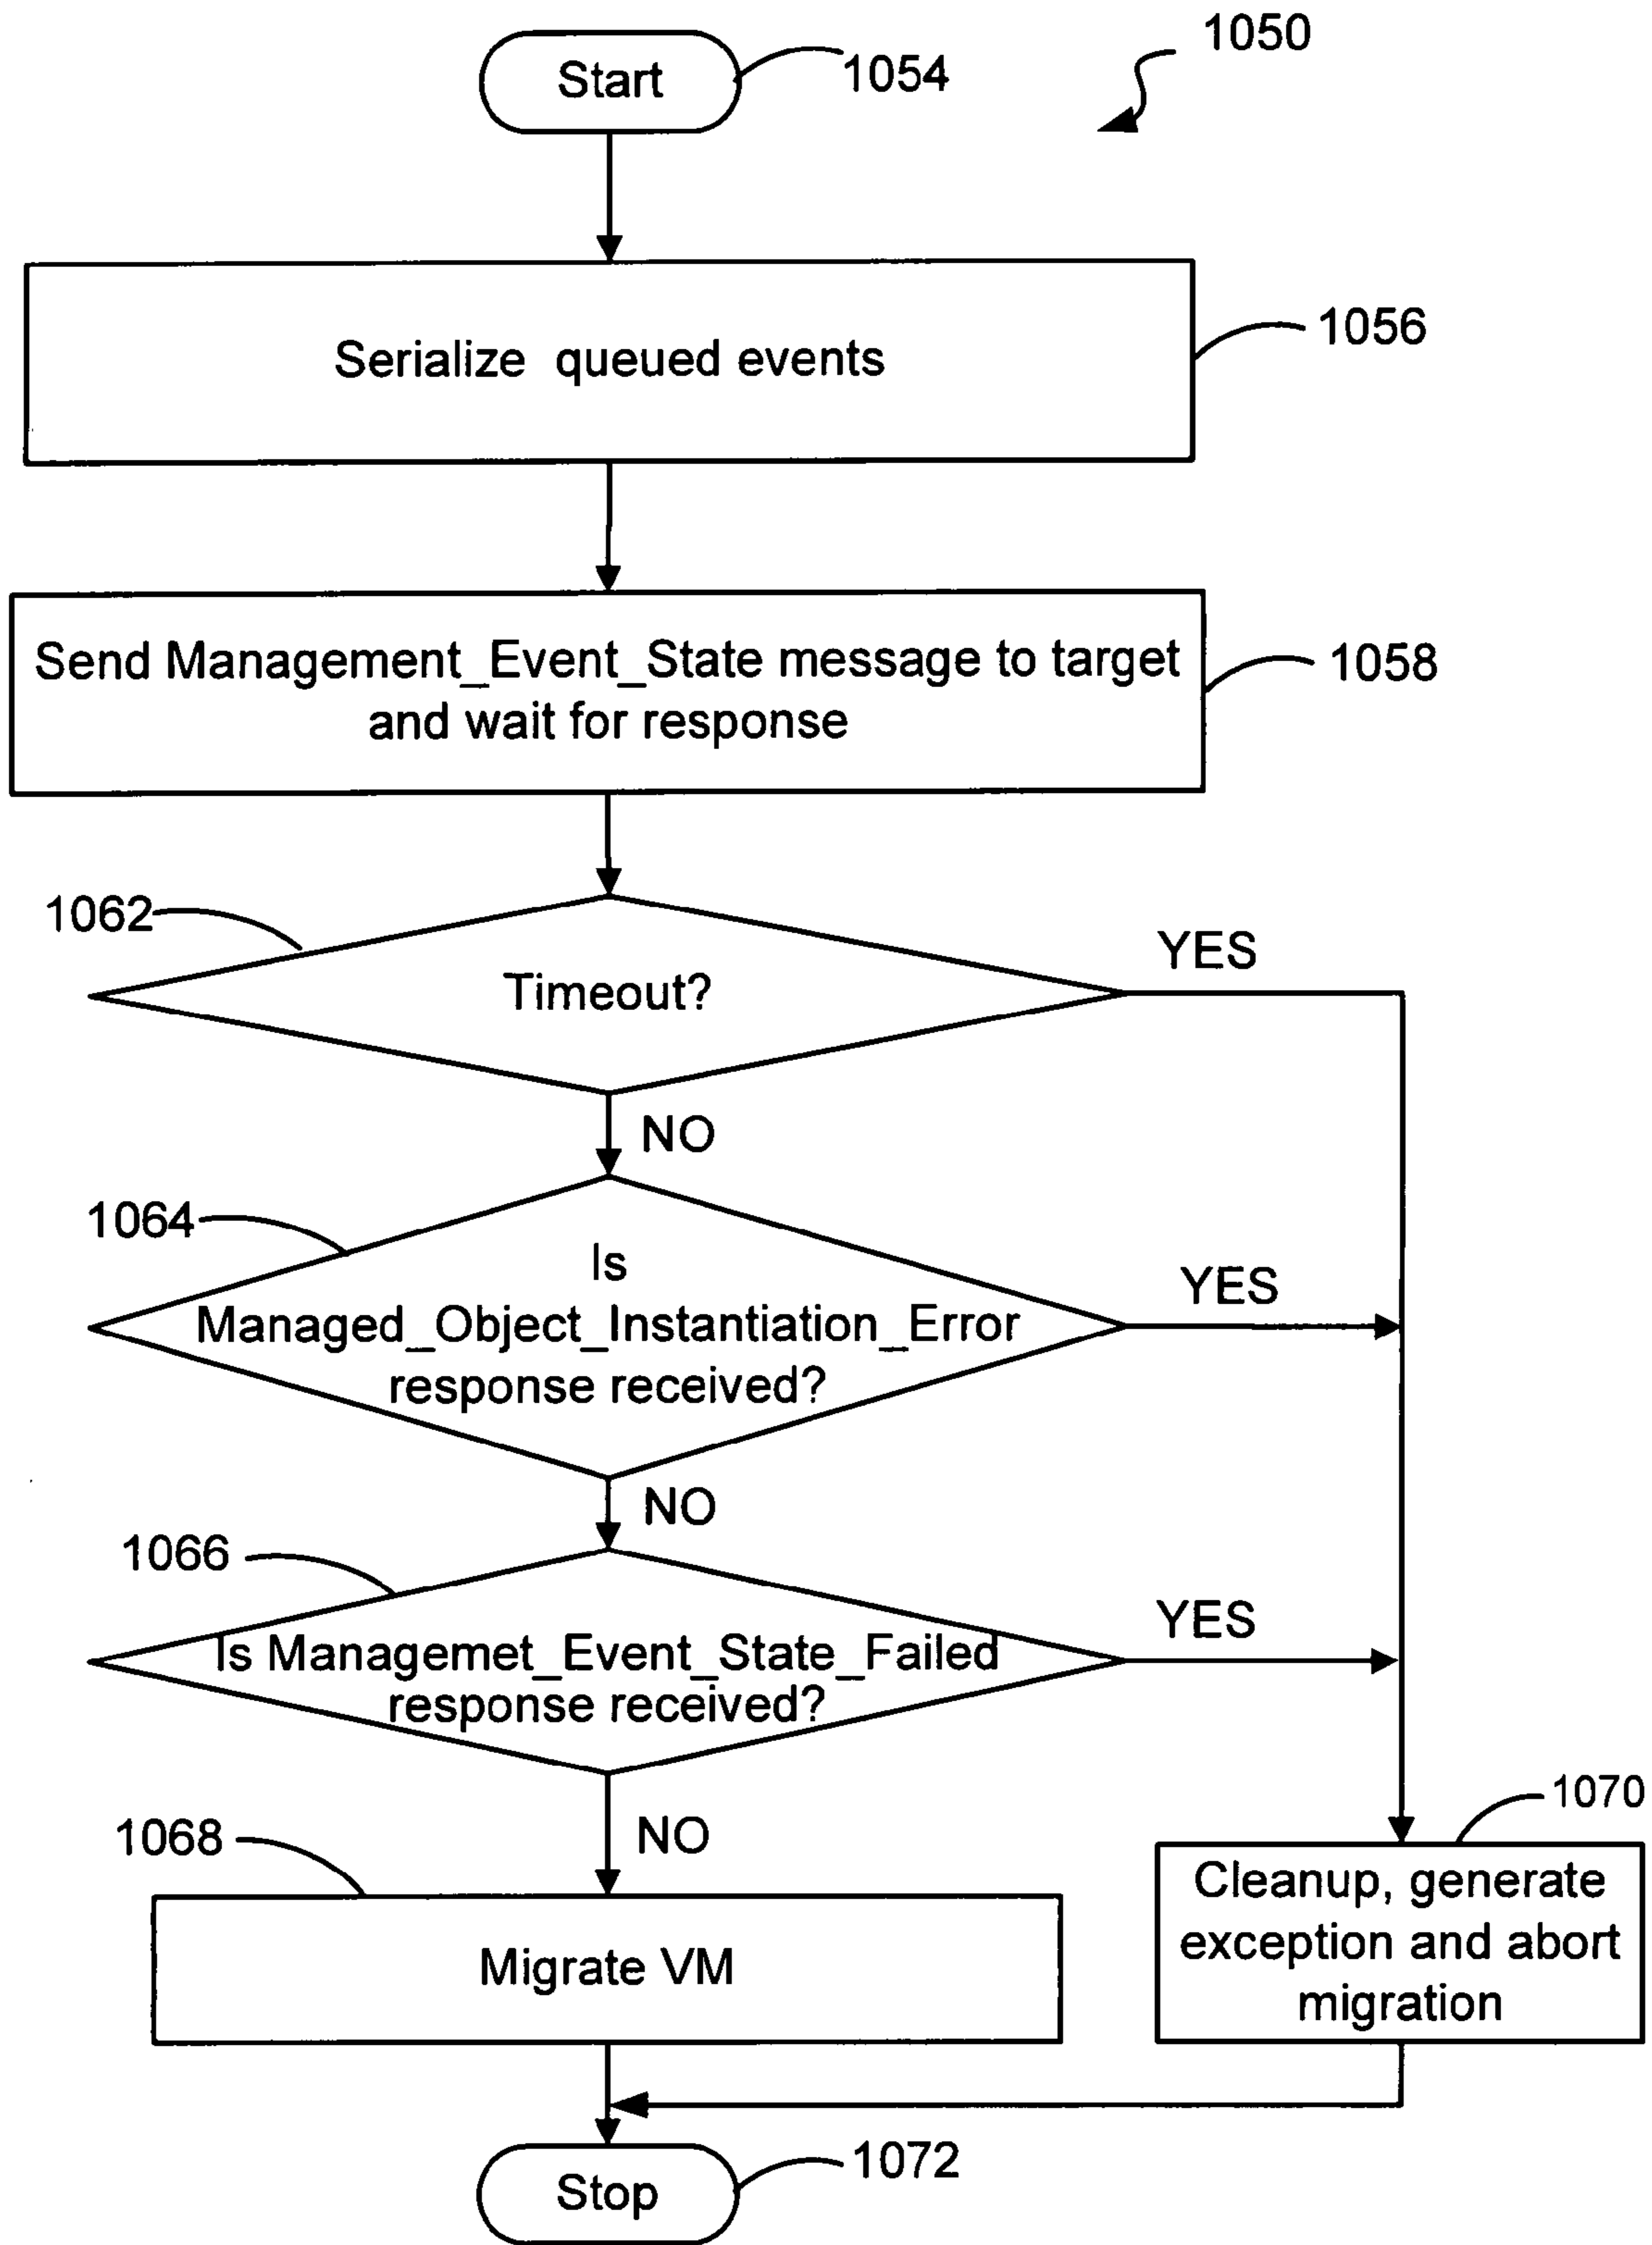 1050
Start
1054
Serialize queued events
1056
Send Management_Event_State message to target
and wait for response
1058
1062
Timeout?
YES
NO
1064
Is
Managed_Object_Instantiation_Error
response received?
YES
NO
1066
Is Managemet_Event_State_Failed
response received?
YES
NO
1068
Migrate VM
1070
Cleanup, generate
exception and abort
migration
Stop
1072